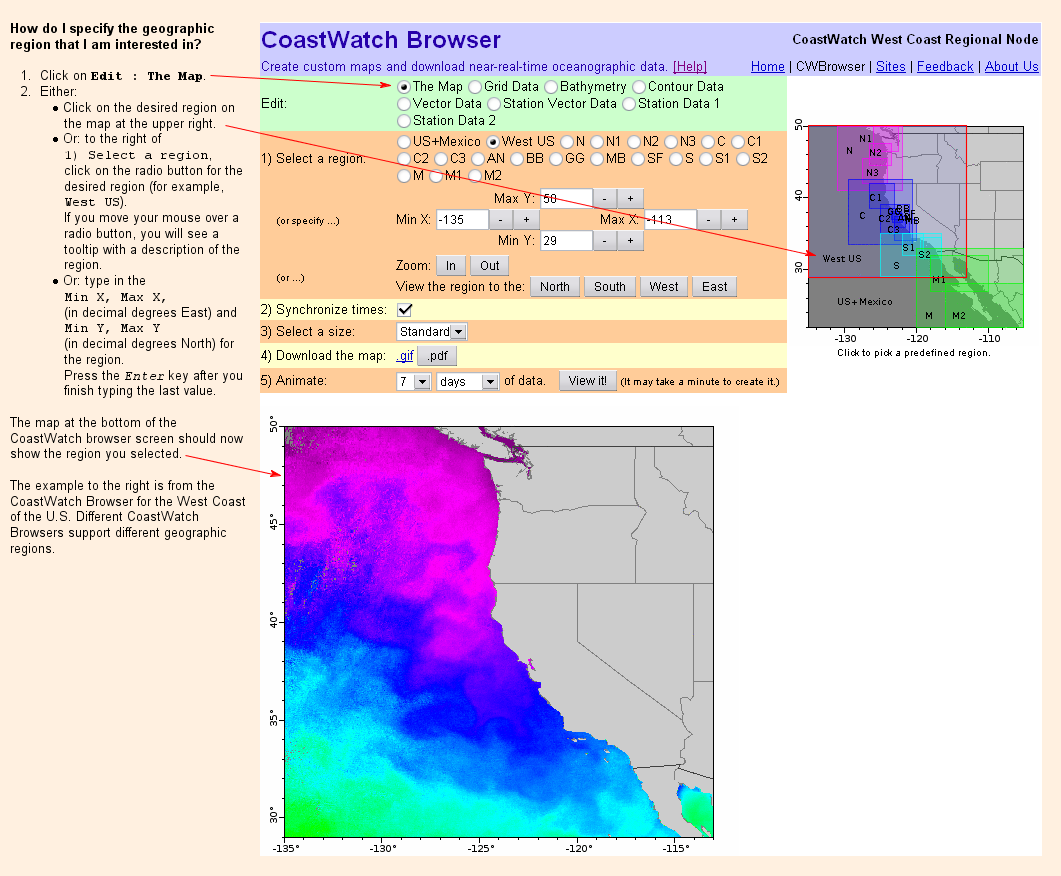 How do I specify the geographic
region that I am interested in?
1. Click on Edit : The Map.
2. Either:
● Click on the desired region on
the map at the upper right.
● Or: to the right of
1) Select a region,
click on the radio button for the
desired region (for example,
West US).
If you move your mouse over a
radio button, you will see a
tooltip with a description of the
region.
● Or: type in the
Min X, Max X,
(in decimal degrees East) and
Min Y, Max Y
(in decimal degrees North) for
the region.
Press the Enter key after you
finish typing the last value.
The map at the bottom of the
CoastWatch browser screen should now
show the region you selected.
The example to the right is from the
CoastWatch Browser for the West Coast
of the U.S. Different CoastWatch
Browsers support different geographic
regions.
CoastWatch Browser
CoastWatch West Coast Regional Node
Create custom maps and download near-real-time oceanographic data. [Help]
Home | CWBrowser | Sites | Feedback | About Us
Edit:
The Map Grid Data Bathymetry Contour Data
Vector Data Station Vector Data Station Data 1
Station Data 2
1) Select a region:
US+Mexico West US N N1 N2 N3 C C1
C2 C3 AN BB GG MB SF S S1 S2
M M1 M2
(or specify ...)
Max Y: 50 - +
Min X: -135 - + Max X: -113 - +
Min Y: 29 - +
(or ...)
Zoom: In Out
View the region to the: North South West East
2) Synchronize times:
3) Select a size: Standard
4) Download the map: .gif .pdf
5) Animate: 7 days of data. View it! (It may take a minute to create it.)
50
40
30
N1
N N2
N3
C1
C C2
C3
BB
GG
SF
MB
S1
S2
S
West US
M1
US+Mexico
M M2
-130 -120 -110
Click to pick a predefined region.
50°
45°
40°
35°
30°
-135° -130° -125° -120° -115°